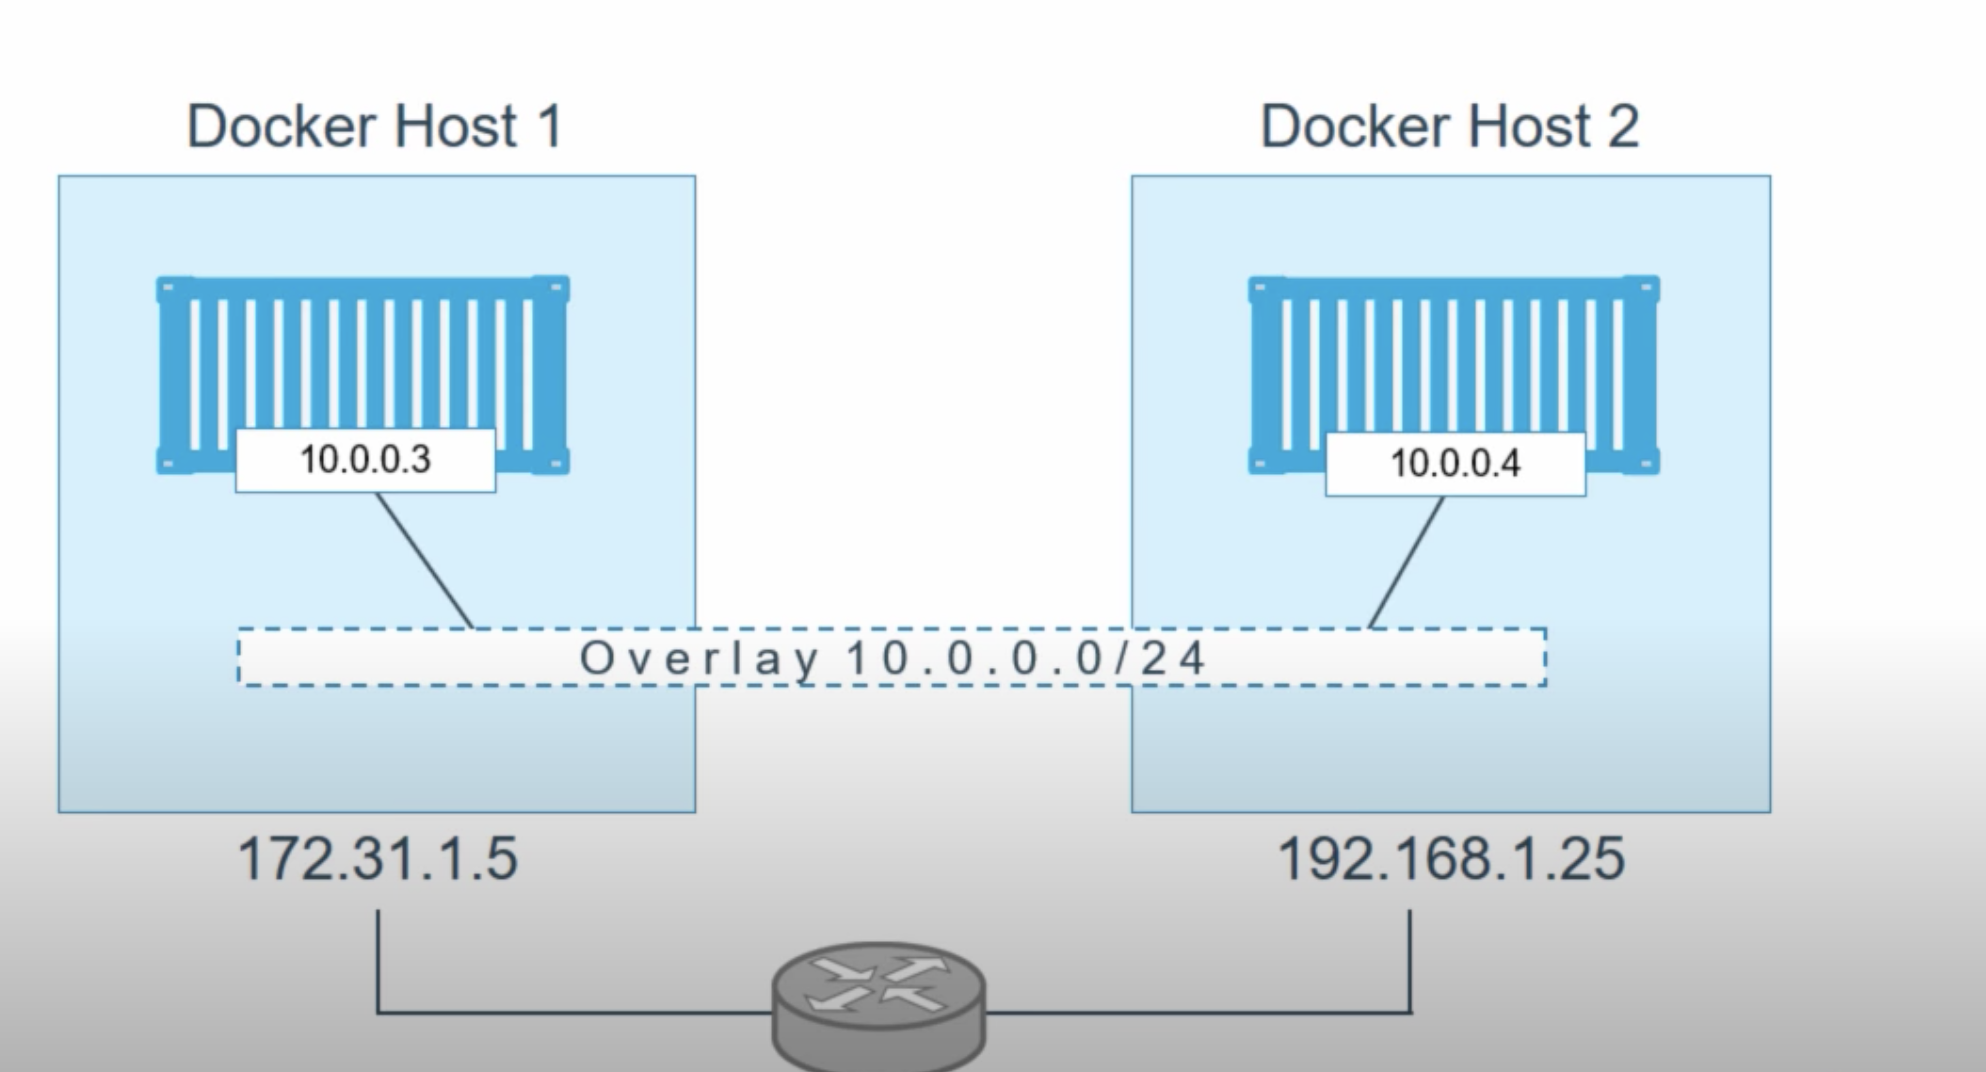 Docker Host 1
Docker Host 2
10.0.0.3
10.0.0.4
Overlay 10.0.0.0/24
172.31.1.5
192.168.1.25